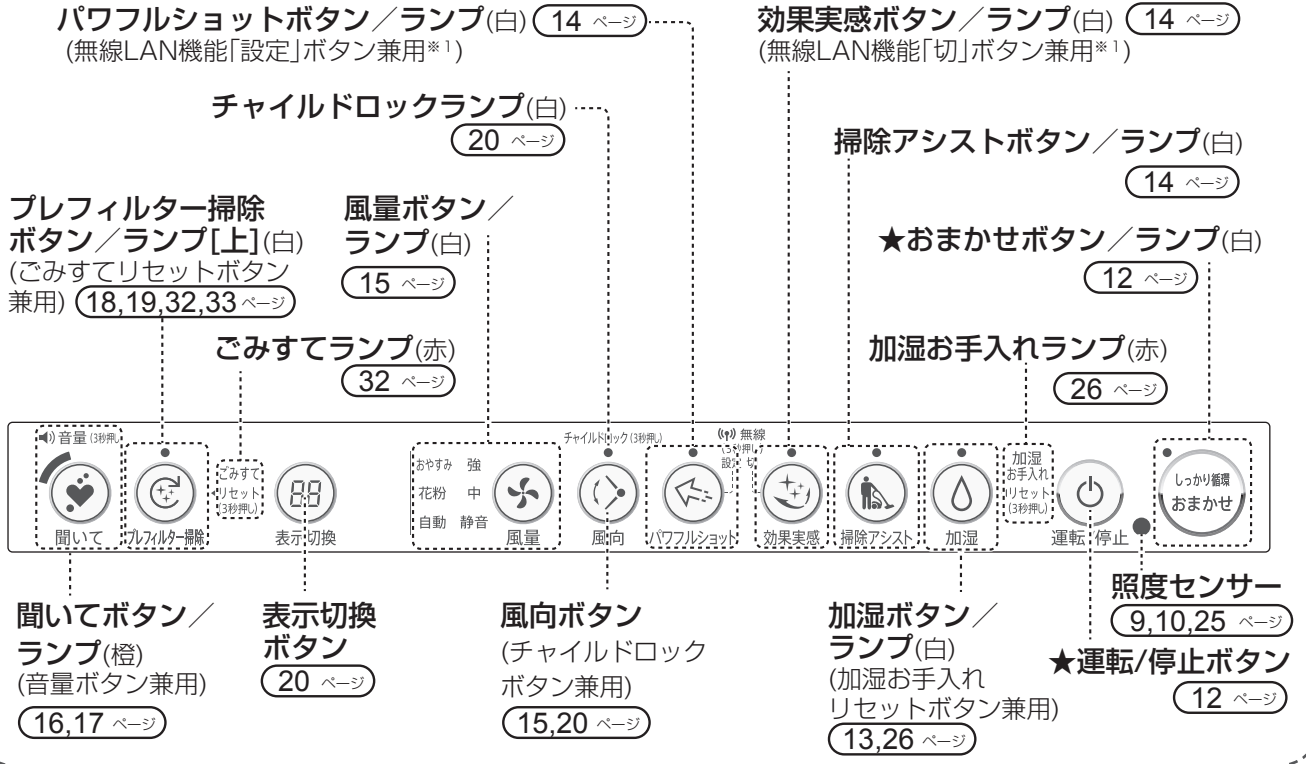 パワフルショットボタン／ランプ(白) 14 ページ
(無線LAN機能「設定」ボタン兼用※1)
効果実感ボタン／ランプ(白) 14 ページ
(無線LAN機能「切」ボタン兼用※1)
チャイルドロックランプ(白)
20 ページ
掃除アシストボタン／ランプ(白)
14 ページ
プレフィルター掃除
ボタン／ランプ[上](白)
(ごみすてリセットボタン
兼用) 18,19,32,33 ページ
風量ボタン／
ランプ(白)
15 ページ
★おまかせボタン／ランプ(白)
12 ページ
ごみすてランプ(赤)
32 ページ
加湿お手入れランプ(赤)
26 ページ
音量(3秒押し)
聞いて
プレフィルター掃除
ごみすて
リセット
(3秒押し)
88
表示切換
おやすみ 強
花粉 中
自動 静音
風量
チャイルドロック(3秒押し)
風向
無線
(3秒押し)
設定 切
パワフルショット
効果実感
掃除アシスト
加湿
加湿
お手入れ
リセット
(3秒押し)
運転/停止
しっかり循環
おまかせ
聞いてボタン／
ランプ(橙)
(音量ボタン兼用)
16,17 ページ
表示切換
ボタン
20 ページ
風向ボタン
(チャイルドロック
ボタン兼用)
15,20 ページ
加湿ボタン／
ランプ(白)
(加湿お手入れ
リセットボタン兼用)
13,26 ページ
照度センサー
9,10,25 ページ
★運転/停止ボタン
12 ページ